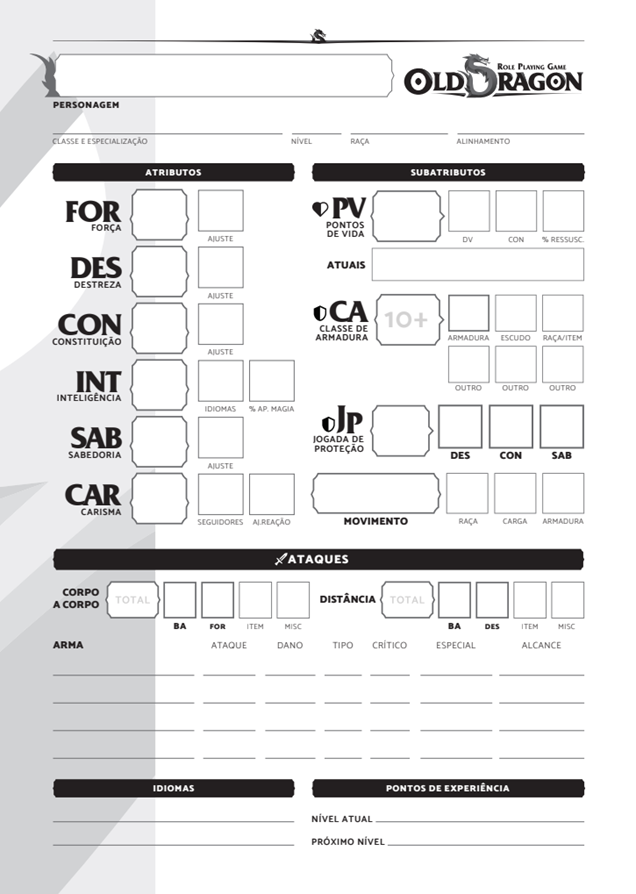 ROLE PLAYING GAME
OLD DRAGON
PERSONAGEM
CLASSE E ESPECIALIZAÇÃO NÍVEL RAÇA ALINHAMENTO
ATRIBUTOS
FOR
FORÇA
AJUSTE
DES
DESTREZA
AJUSTE
CON
CONSTITUIÇÃO
AJUSTE
INT
INTELIGÊNCIA
IDIOMAS % AP. MAGIA
SAB
SABEDORIA
AJUSTE
CAR
CARISMA
SEGUIDORES AJ.REAÇÃO
SUBATRIBUTOS
PV
PONTOS
DE VIDA
DV CON % RESSUSC.
ATUAIS
CA
CLASSE DE
ARMADURA
10+
ARMADURA ESCUDO RAÇA/ITEM
OUTRO OUTRO OUTRO
JP
JOGADA DE
PROTEÇÃO
DES CON SAB
MOVIMENTO RAÇA CARGA ARMADURA
ATAQUES
CORPO
A CORPO
TOTAL
BA FOR ITEM MISC
DISTÂNCIA TOTAL
BA DES ITEM MISC
ARMA ATAQUE DANO TIPO CRÍTICO ESPECIAL ALCANCE
IDIOMAS
PONTOS DE EXPERIÊNCIA
NÍVEL ATUAL
PRÓXIMO NÍVEL